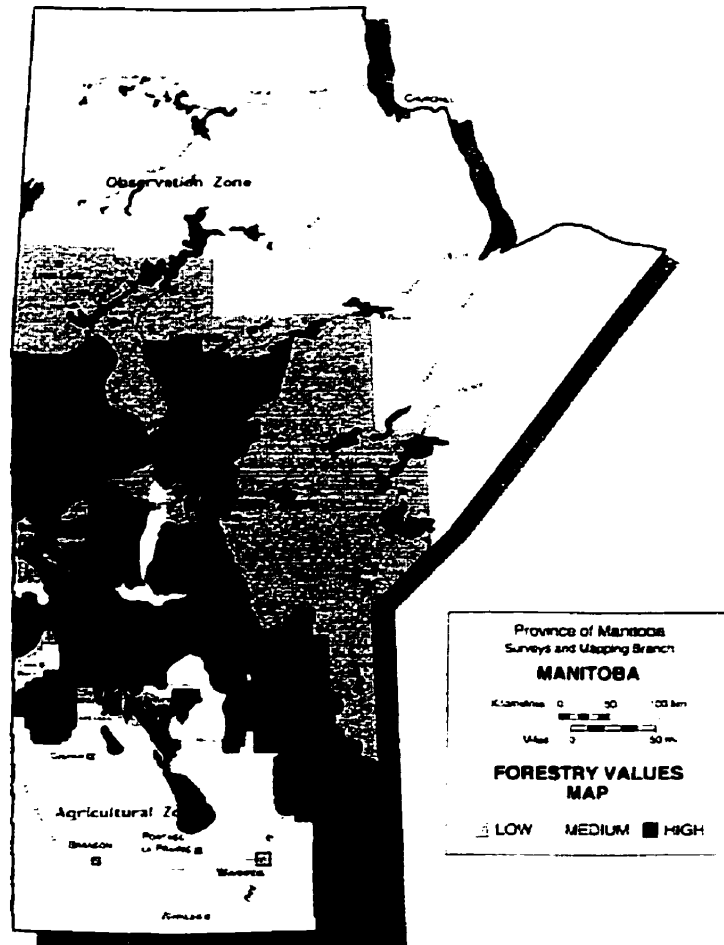 CHURCHILL
Observation Zone
Agricultural Zo
BRANDON
PORTAGE
LA PRAIRIE
WINNIPEG
Province of Manitoba
Surveys and Mapping Branch
MANITOBA
Kilometres 0 50 100 km
Miles 0 50 mi
FORESTRY VALUES
MAP
LOW MEDIUM HIGH